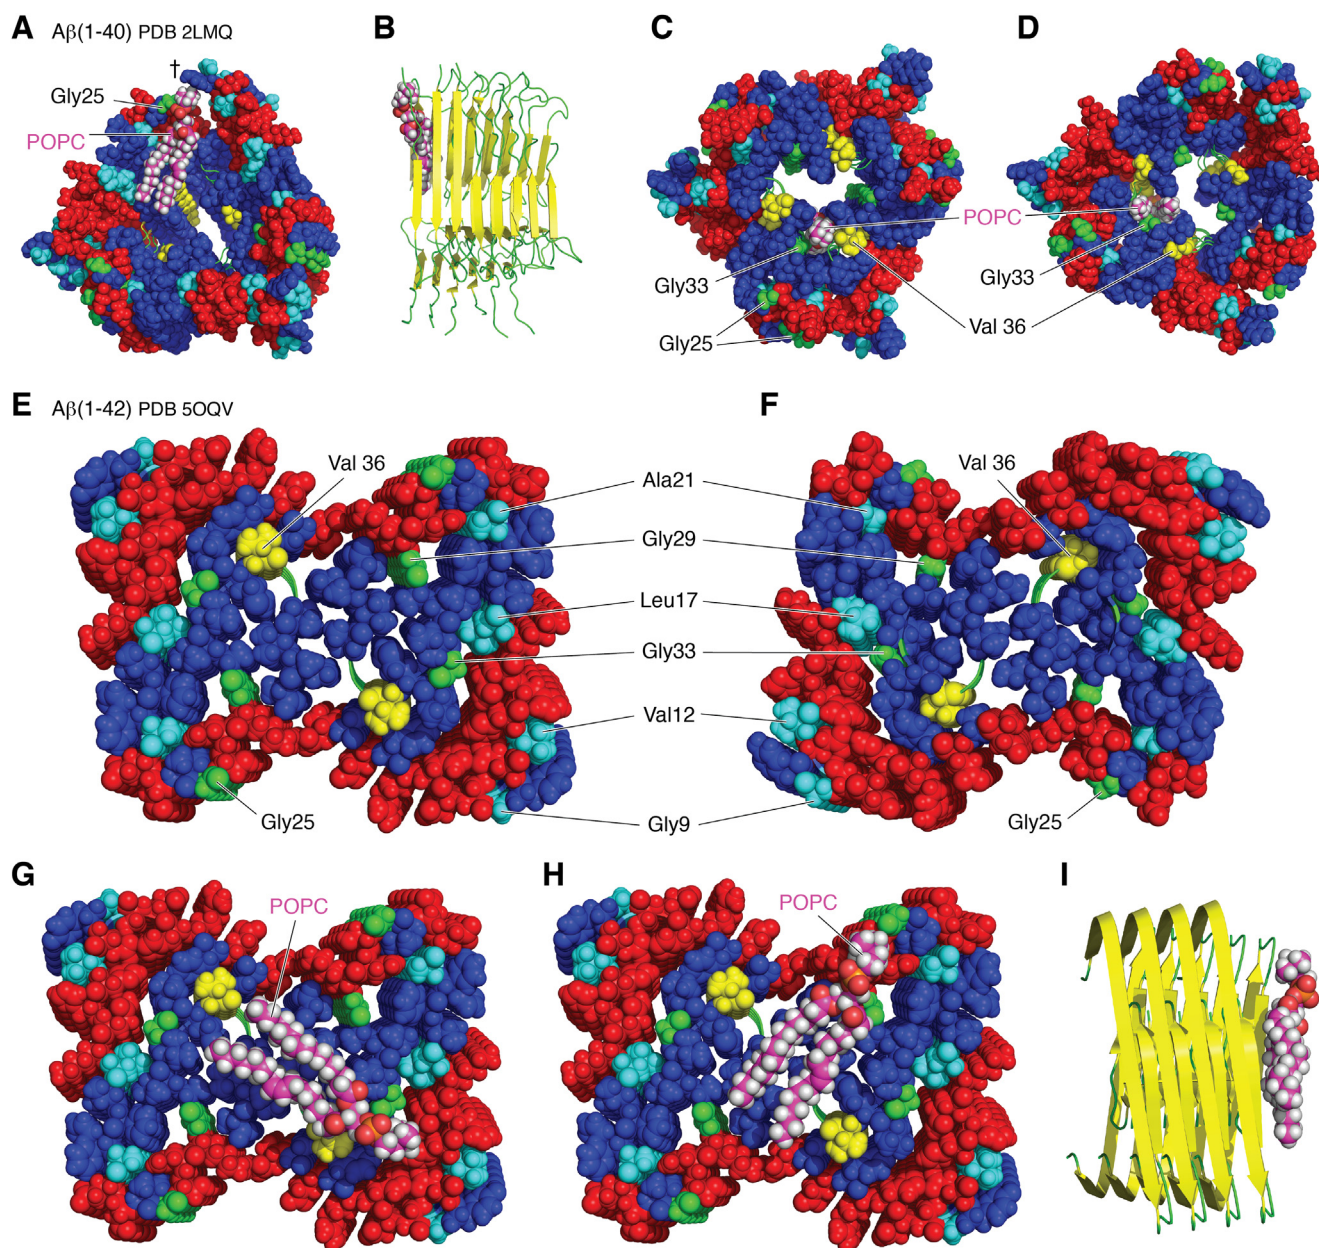 A Aβ(1-40) PDB 2LMQ
B
C
D
†
Gly25
POPC
POPC
Gly33
Gly33
Gly25
Val 36
E Aβ(1-42) PDB 5OQV
F
Val 36
Val 36
Ala21
Gly29
Leu17
Gly33
Val12
Gly25
Gly9
Gly25
G
H
I
POPC
POPC